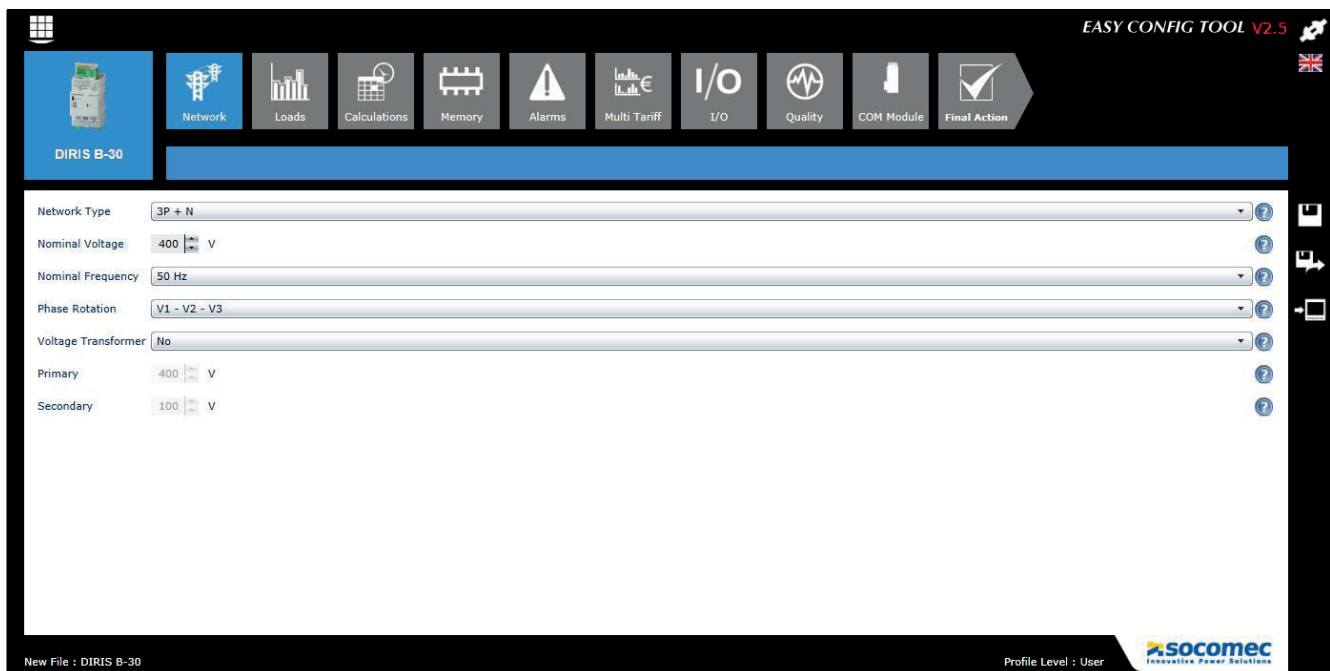 EASY CONFIG TOOL V2.5
Network
Loads
Calculations
Memory
Alarms
Multi Tariff
I/O
I/O
Quality
COM Module
Final Action
DIRIS B-30
Network Type 3P + N
Nominal Voltage 400 V
Nominal Frequency 50 Hz
Phase Rotation V1 - V2 - V3
Voltage Transformer No
Primary 400 V
Secondary 100 V
New File : DIRIS B-30
Profile Level : User
socomec
Innovative Power Solutions